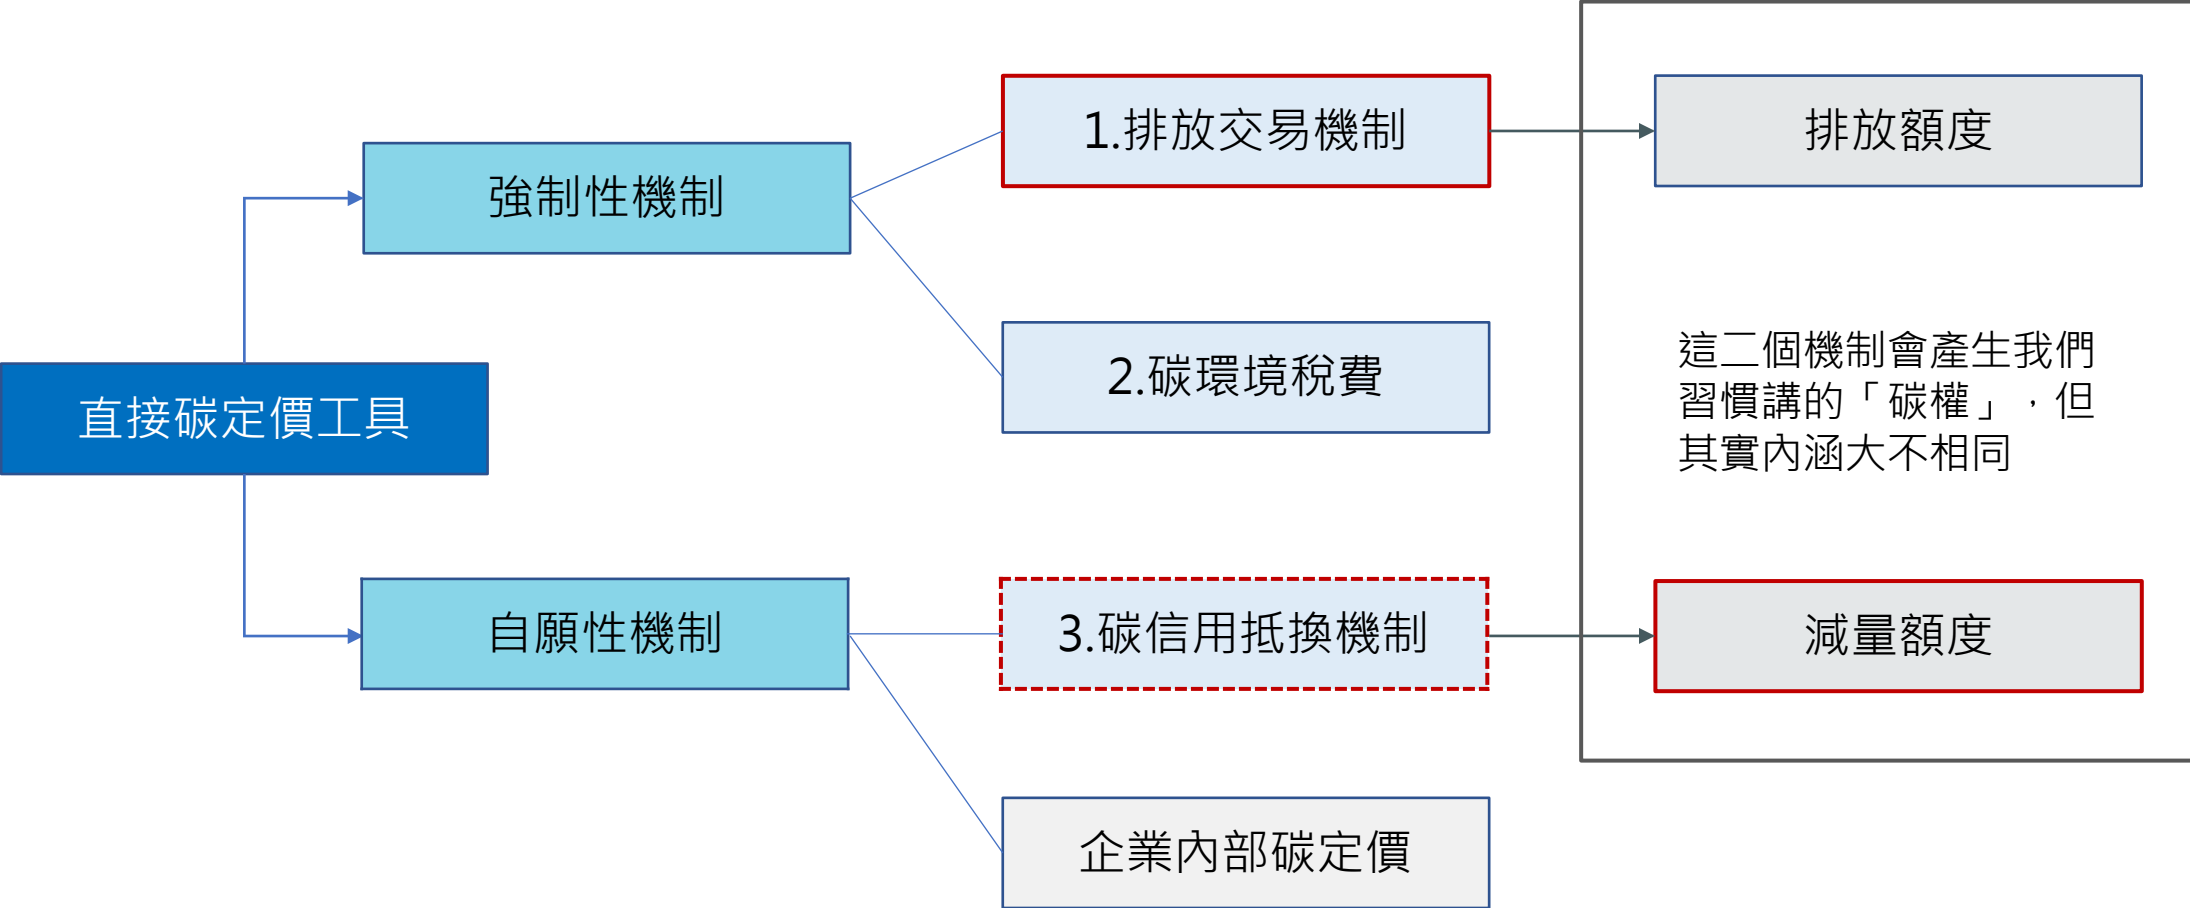 直接碳定價工具
強制性機制
自願性機制
1.排放交易機制
2.碳環境稅費
3.碳信用抵換機制
企業內部碳定價
排放額度
這二個機制會產生我們
習慣講的「碳權」，但
其實內涵大不相同
減量額度